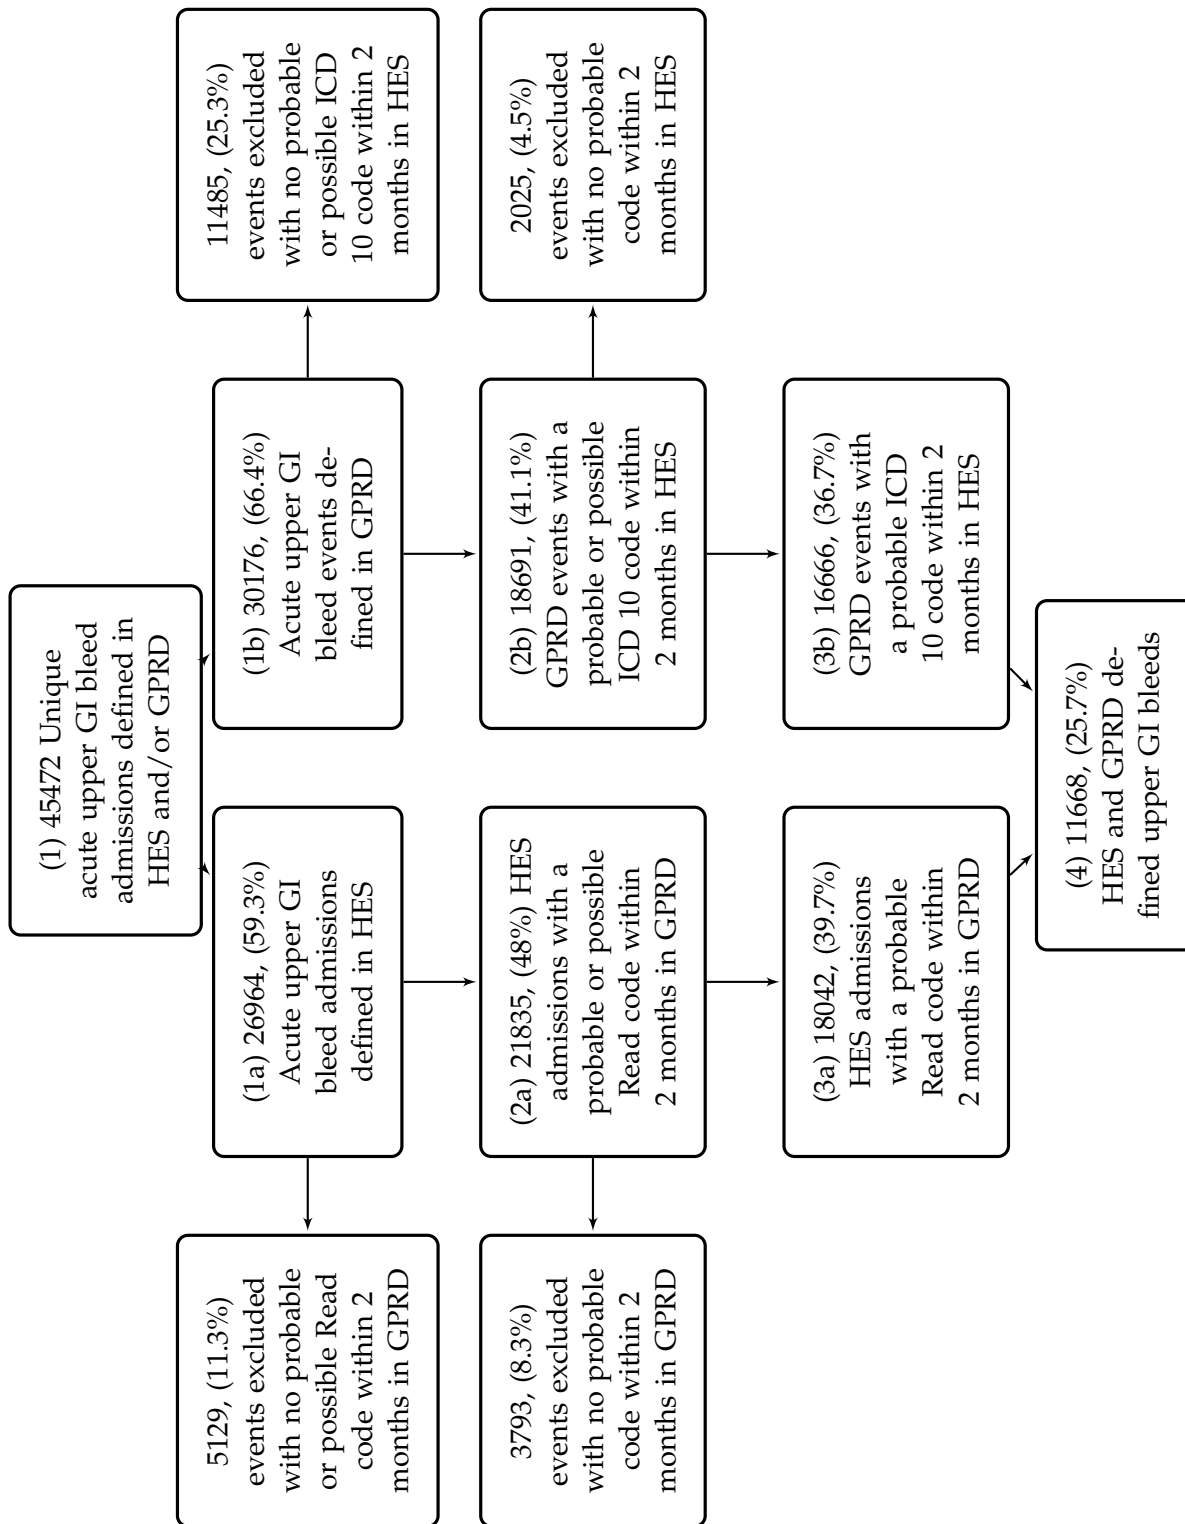 (1) 45472 Unique
acute upper GI bleed
admissions defined in
HES and/or GPRD
5129, (11.3%)
events excluded
with no probable
or possible Read
code within 2
months in GPRD
(1a) 26964, (59.3%)
Acute upper GI
bleed admissions
defined in HES
(1b) 30176, (66.4%)
Acute upper GI
bleed events de-
fined in GPRD
11485, (25.3%)
events excluded
with no probable
or possible ICD
10 code within 2
months in HES
3793, (8.3%)
events excluded
with no probable
code within 2
months in GPRD
(2a) 21835, (48%) HES
admissions with a
probable or possible
Read code within
2 months in GPRD
(2b) 18691, (41.1%)
GPRD events with a
probable or possible
ICD 10 code within
2 months in HES
2025, (4.5%)
events excluded
with no probable
code within 2
months in HES
(3a) 18042, (39.7%)
HES admissions
with a probable
Read code within
2 months in GPRD
(3b) 16666, (36.7%)
GPRD events with
a probable ICD
10 code within 2
months in HES
(4) 11668, (25.7%)
HES and GPRD de-
fined upper GI bleeds